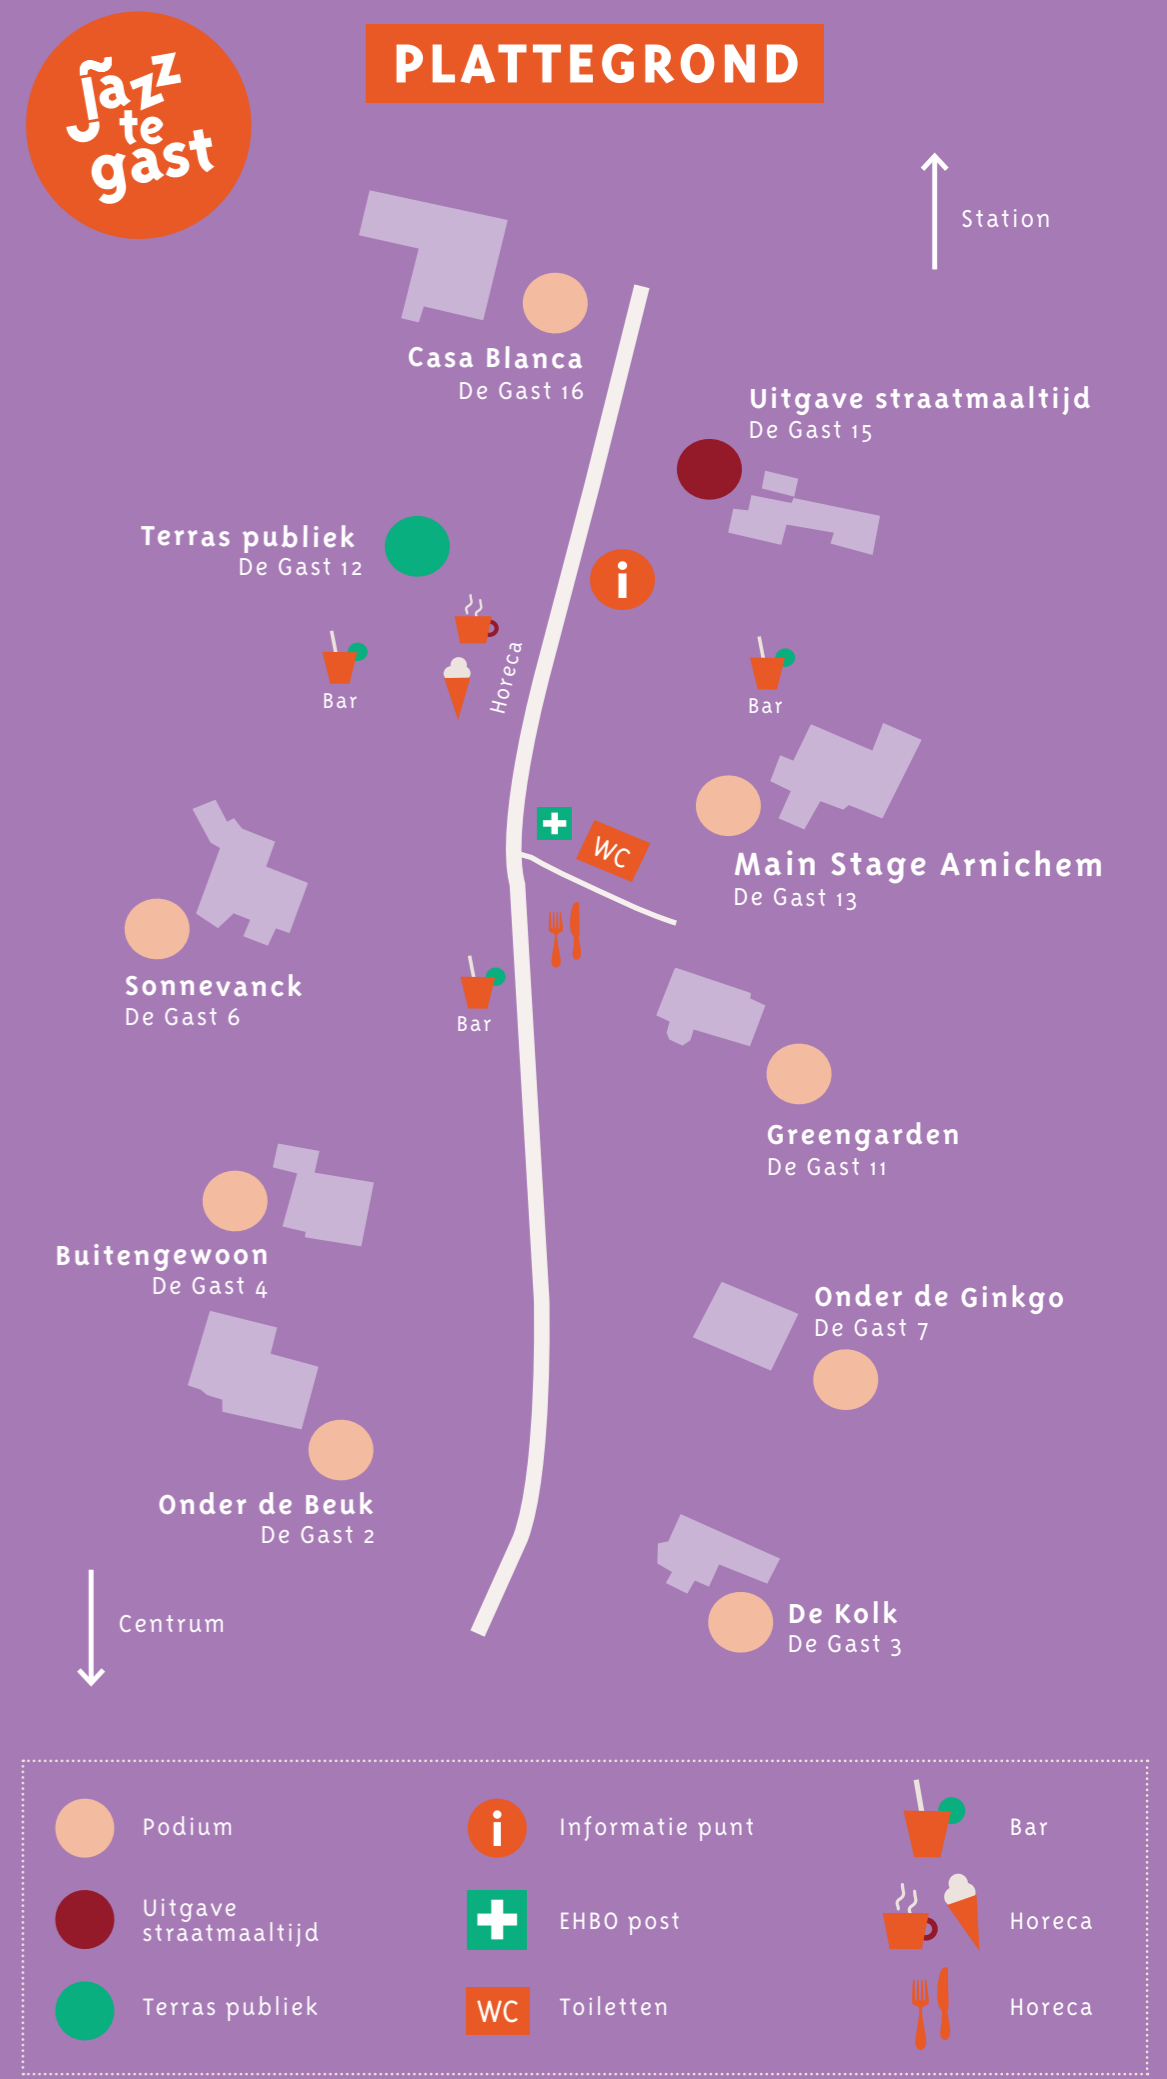 jazz
te
gast
PLATTEGROND
Station
Casa Blanca
De Gast 16
Uitgave straatmaaltijd
De Gast 15
Terras publiek
De Gast 12
i
Horeca
Bar
Bar
WC
Main Stage Arnichem
De Gast 13
Sonnevanck
De Gast 6
Bar
Greengarden
De Gast 11
Buitengewoon
De Gast 4
Onder de Ginkgo
De Gast 7
Onder de Beuk
De Gast 2
De Kolk
De Gast 3
Centrum
Podium
i
Informatie punt
Bar
Uitgave
straatmaaltijd
EHBO post
Horeca
Terras publiek
WC
Toiletten
Horeca